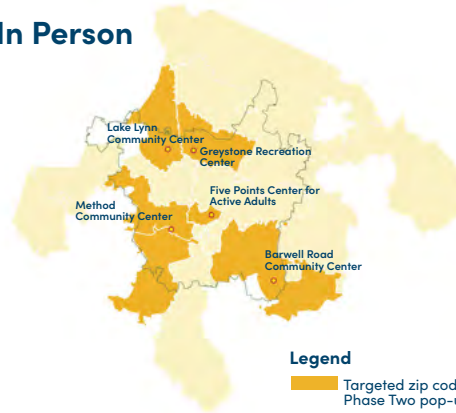 In Person
Lake Lynn
Community Center
Greystone Recreation
Center
Five Points Center for
Active Adults
Method
Community Center
Barwell Road
Community Center
Legend
Targeted zip cod
Phase Two pop-u